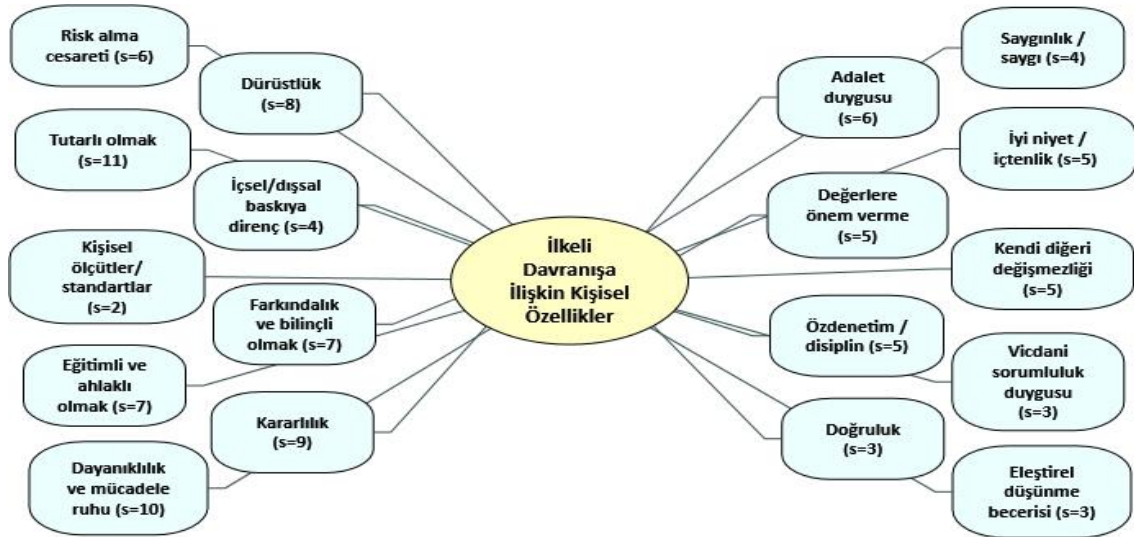 Risk alma
cesareti (s=6)
Dürüstlük
(s=8)
Tutarlı olmak
(s=11)
İçsel/dışsal
baskıya
direnç (s=4)
Kişisel
ölçütler/
standartlar
(s=2)
Farkındalık
ve bilinçli
olmak (s=7)
Eğitimli ve
ahlaklı
olmak (s=7)
Kararlılık
(s=9)
Dayanıklılık
ve mücadele
ruhu (s=10)
İlkeli
Davranışa
İlişkin Kişisel
Özellikler
Saygınlık /
saygı (s=4)
Adalet
duygusu
(s=6)
İyi niyet /
içtenlik (s=5)
Değerlere
önem verme
(s=5)
Kendi diğeri
değişmezliği
(s=5)
Özdenetim /
disiplin (s=5)
Vicdani
sorumluluk
duygusu
(s=3)
Doğruluk
(s=3)
Eleştirel
düşünme
becerisi (s=3)